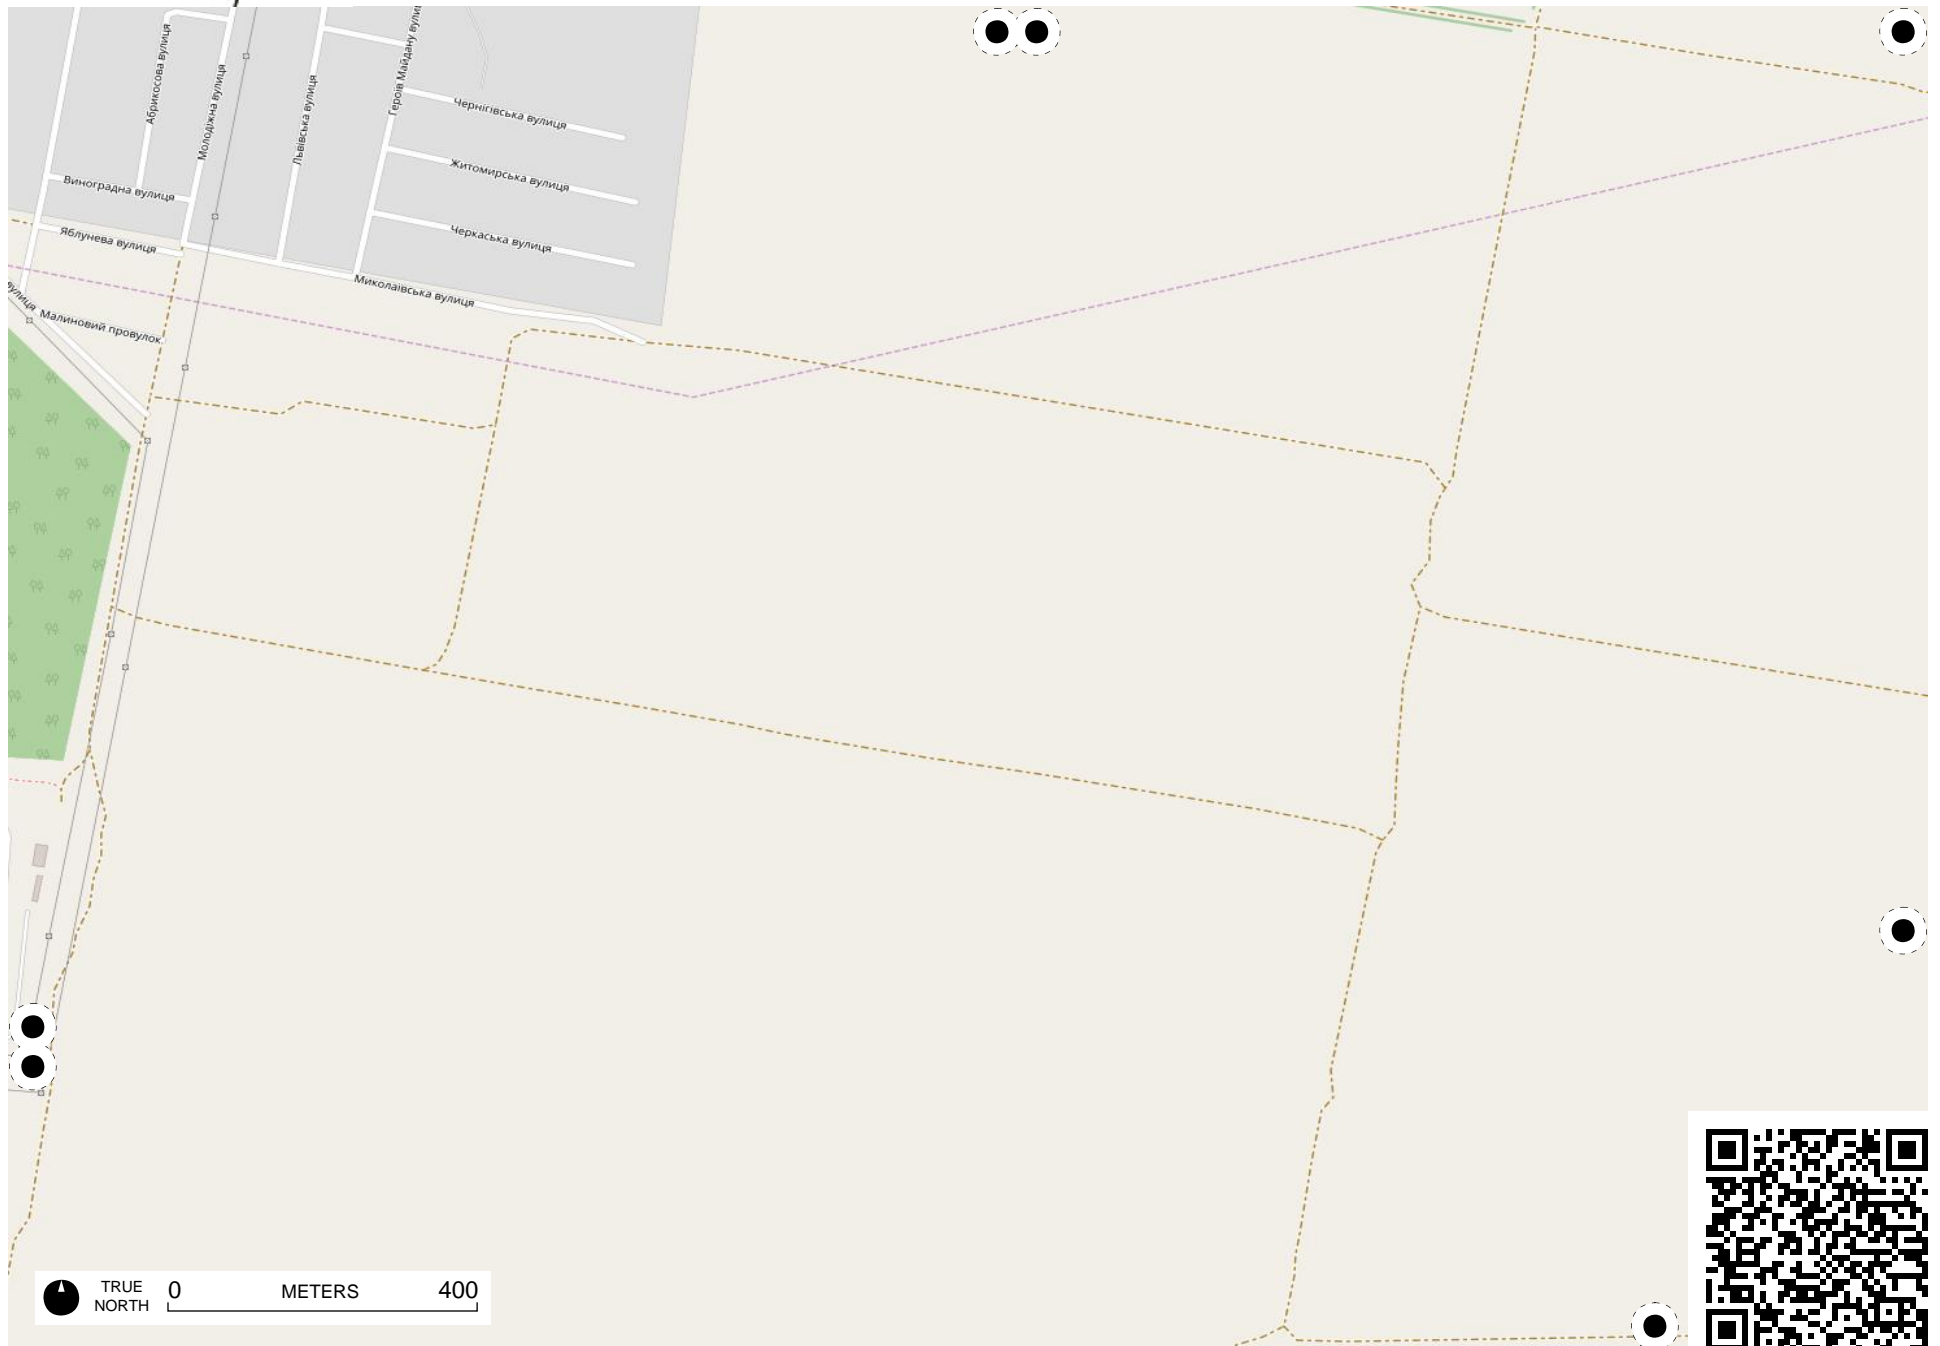 Абрикосова вулиця
Молодіжна вулиця
Львівська вулиця
Героїв Майдану вули
Чернігівська вулиця
Житомирська вулиця
Виноградна вулиця
Черкаська вулиця
Яблунева вулиця
Миколаївська вулиця
вулиця
Малиновий провулок
TRUE
NORTH
0 METERS 400